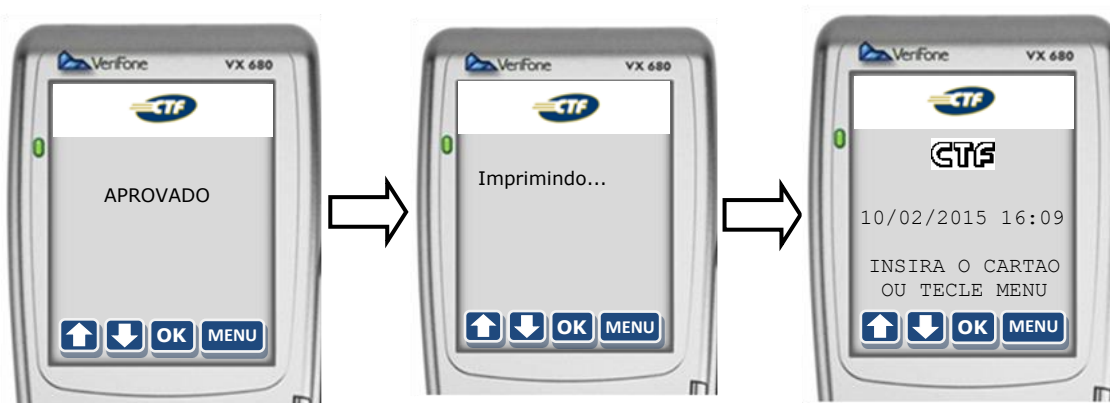 VeriFone VX 680
CTF
APROVADO
OK MENU
VeriFone VX 680
CTF
Imprimindo...
OK MENU
VeriFone VX 680
CTF
CTF
10/02/2015 16:09
INSIRA O CARTAO
OU TECLE MENU
OK MENU